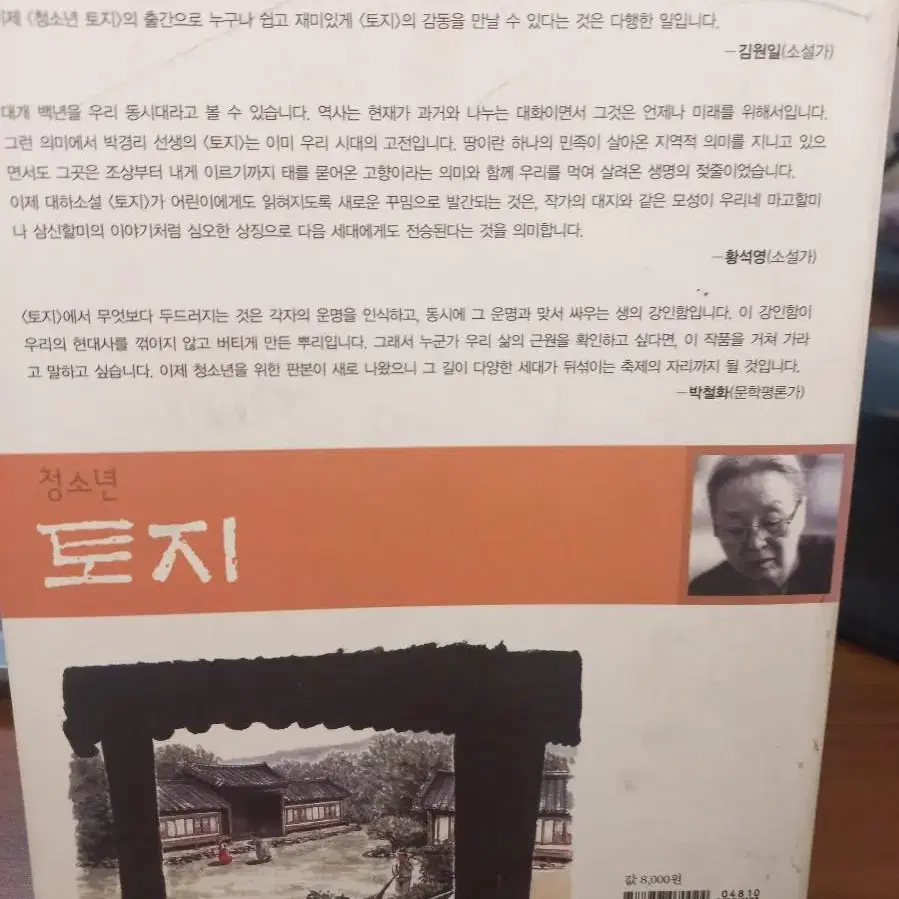 이제 〈청소년 토지〉의 출간으로 누구나 쉽고 재미있게 〈토지〉의 감동을 만날 수 있다는 것은 다행한 일입니다.
─김원일(소설가)
대개 백년을 우리 동시대라고 볼 수 있습니다. 역사는 현재가 과거와 나누는 대화이면서 그것은 언제나 미래를 위해서입니다.
그런 의미에서 박경리 선생의 〈토지〉는 이미 우리 시대의 고전입니다. 땅이란 하나의 민족이 살아온 지역적 의미를 지니고 있으
면서도 그곳은 조상부터 내게 이르기까지 태를 묻어온 고향이라는 의미와 함께 우리를 먹여 살려온 생명의 젖줄이었습니다.
이제 대하소설 〈토지〉가 어린이에게도 읽혀지도록 새로운 꾸밈으로 발간되는 것은, 작가의 대지와 같은 모성이 우리네 마고할미
나 삼신할미의 이야기처럼 심오한 상징으로 다음 세대에게도 전승된다는 것을 의미합니다.
─황석영(소설가)
〈토지〉에서 무엇보다 두드러지는 것은 각자의 운명을 인식하고, 동시에 그 운명과 맞서 싸우는 생의 강인함입니다. 이 강인함이
우리의 현대사를 꺾이지 않고 버티게 만든 뿌리입니다. 그래서 누군가 우리 삶의 근원을 확인하고 싶다면, 이 작품을 거쳐 가라
고 말하고 싶습니다. 이제 청소년을 위한 판본이 새로 나왔으니 그 길이 다양한 세대가 뒤섞이는 축제의 자리까지 될 것입니다.
─박철화(문학평론가)
청소년
토지
값 8,000원
04810